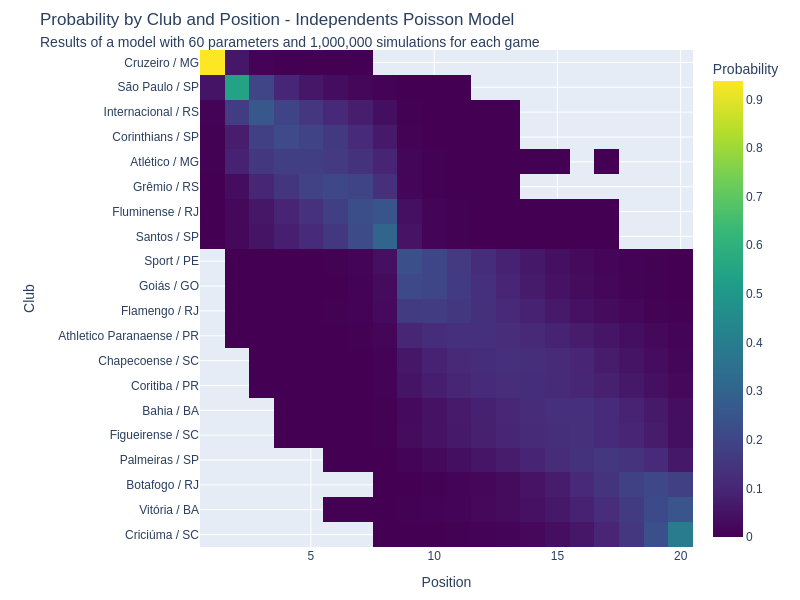 Probability by Club and Position - Independents Poisson Model
Results of a model with 60 parameters and 1,000,000 simulations for each game
Cruzeiro / MG
São Paulo / SP
Internacional / RS
Corinthians / SP
Atlético / MG
Grêmio / RS
Fluminense / RJ
Santos / SP
Sport / PE
Goiás / GO
Flamengo / RJ
Athletico Paranaense / PR
Chapecoense / SC
Coritiba / PR
Bahia / BA
Figueirense / SC
Palmeiras / SP
Botafogo / RJ
Vitória / BA
Criciúma / SC
Club
5
10
15
20
Position
Probability
0.9
0.8
0.7
0.6
0.5
0.4
0.3
0.2
0.1
0